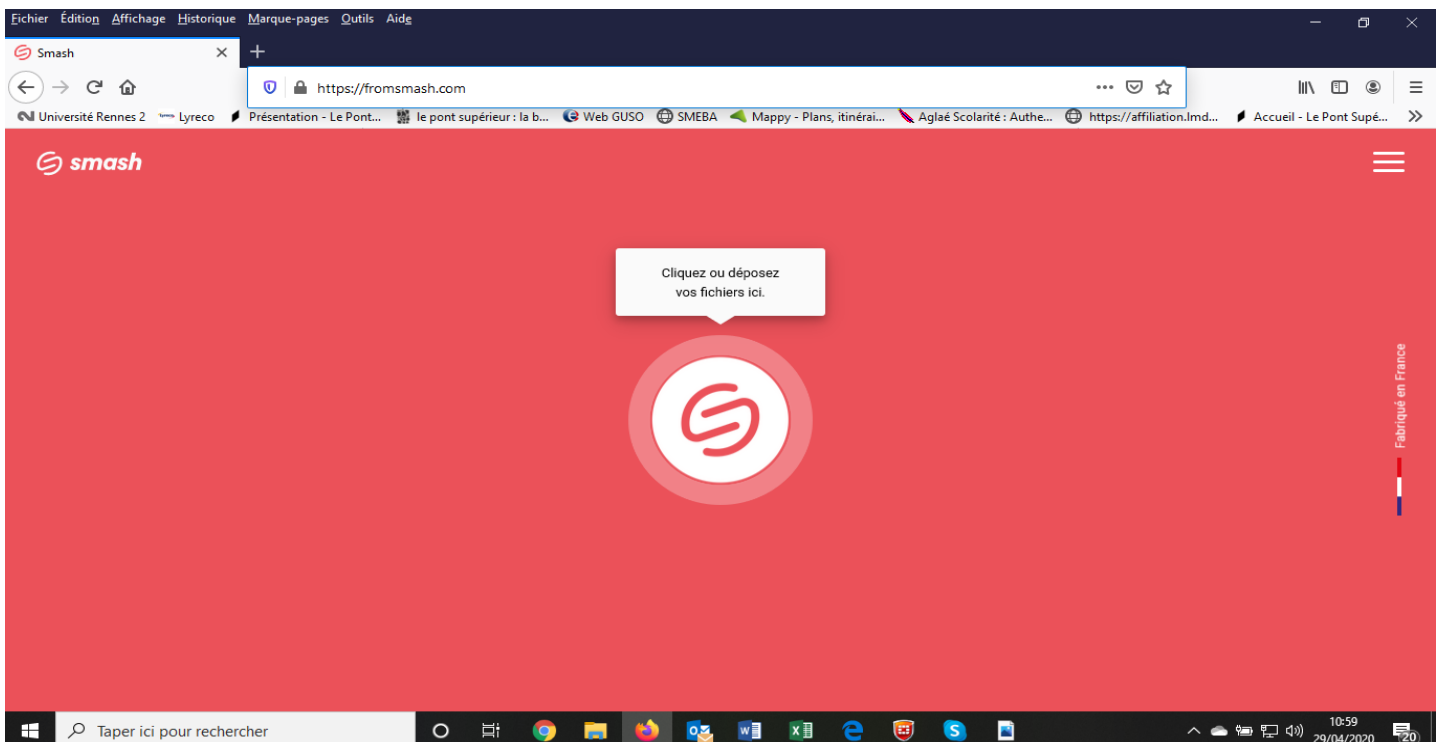 Fichier Édition Affichage Historique Marque-pages Outils Aide
Smash
https://fromsmash.com
Université Rennes 2 Lyreco Présentation - Le Pont... le pont supérieur : la b... Web GUSO SMEBA Mappy - Plans, itinérai... Aglaé Scolarité : Authe... https://affiliation.lmd... Accueil - Le Pont Supé...
smash
Cliquez ou déposez
vos fichiers ici.
Fabriqué en France
Taper ici pour rechercher
10:59
29/04/2020
20